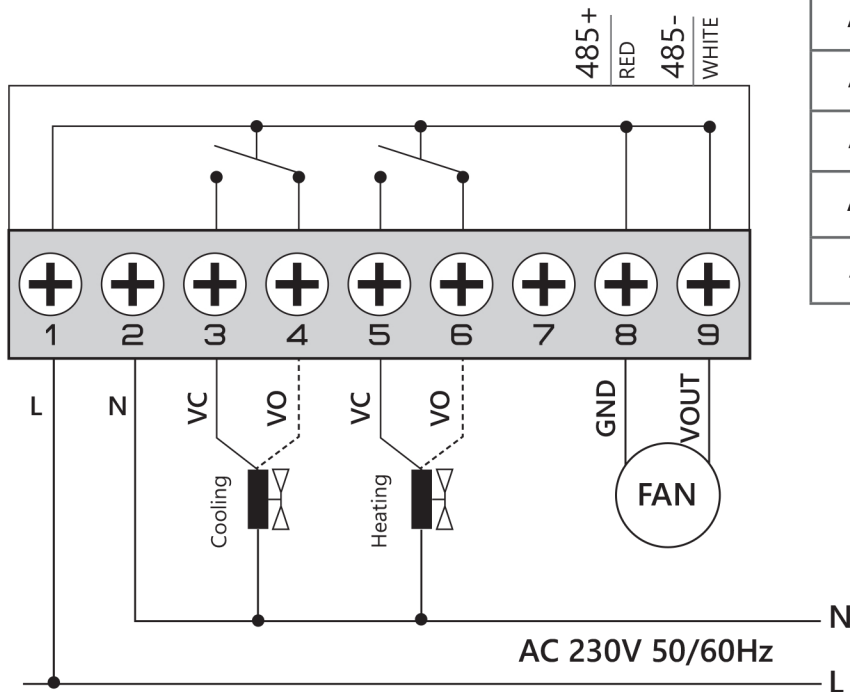 485+
RED
485-
WHITE
1 2 3 4 5 6 7 8 9
L N VC VO VC VO GND VOUT
Cooling
Heating
FAN
N
AC 230V 50/60Hz
L